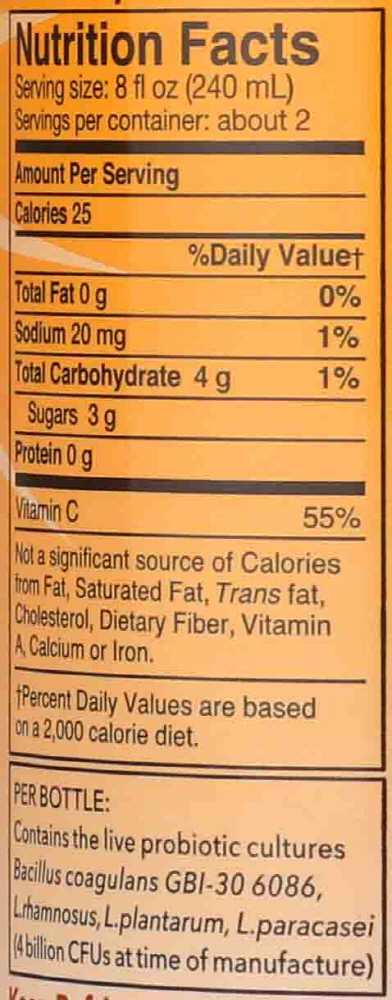 Nutrition Facts
Serving size: 8 fl oz (240 mL)
Servings per container: about 2
Amount Per Serving
Calories 25
%Daily Value†
Total Fat 0 g 0%
Sodium 20 mg 1%
Total Carbohydrate 4 g 1%
Sugars 3 g
Protein 0 g
Vitamin C 55%
Not a significant source of Calories
from Fat, Saturated Fat, Trans fat,
Cholesterol, Dietary Fiber, Vitamin
A, Calcium or Iron.
†Percent Daily Values are based
on a 2,000 calorie diet.
PER BOTTLE:
Contains the live probiotic cultures
Bacillus coagulans GBI-30 6086,
L.rhamnosus, L.plantarum, L.paracasei
(4 billion CFUs at time of manufacture)